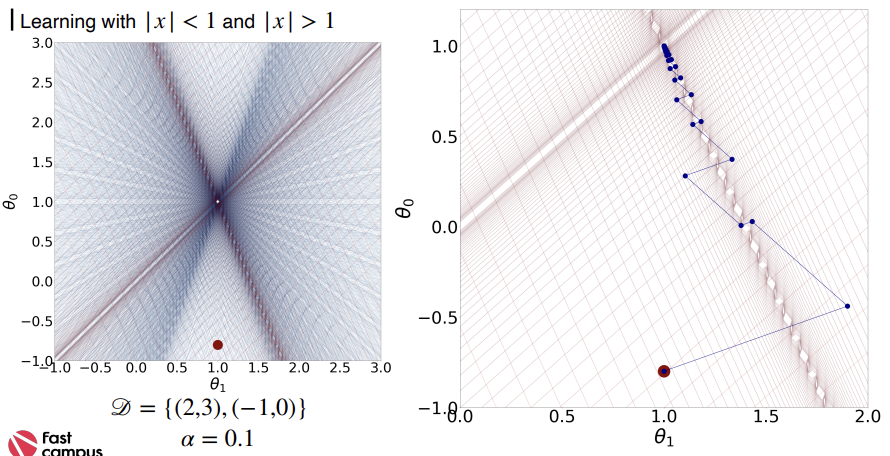 Learning with |x| < 1 and |x| > 1
3.0
2.5
2.0
1.5
1.0
0.5
0.0
−0.5
−1.0
θ₀
−1.0 −0.5 0.0 0.5 1.0 1.5 2.0 2.5 3.0
θ₁
𝒟 = {(2,3), (−1,0)}
α = 0.1
Fast
campus
1.0
0.5
0.0
−0.5
−1.0
θ₀
0.0 0.5 1.0 1.5 2.0
θ₁